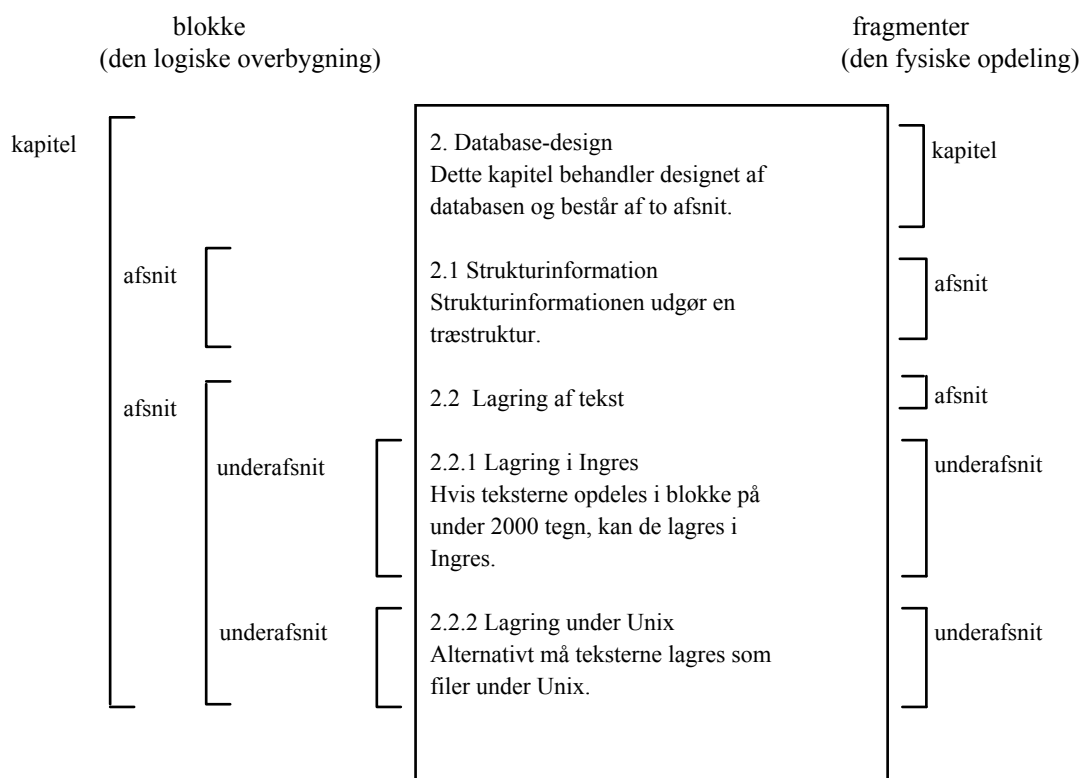 blokke
(den logiske overbygning)
fragmenter
(den fysiske opdeling)
kapitel
2. Database-design
Dette kapitel behandler designet af
databasen og består af to afsnit.
kapitel
afsnit
2.1 Strukturinformation
Strukturinformationen udgør en
træstruktur.
afsnit
afsnit
2.2  Lagring af tekst
afsnit
underafsnit
2.2.1 Lagring i Ingres
Hvis teksterne opdeles i blokke på
under 2000 tegn, kan de lagres i
Ingres.
underafsnit
underafsnit
2.2.2 Lagring under Unix
Alternativt må teksterne lagres som
filer under Unix.
underafsnit